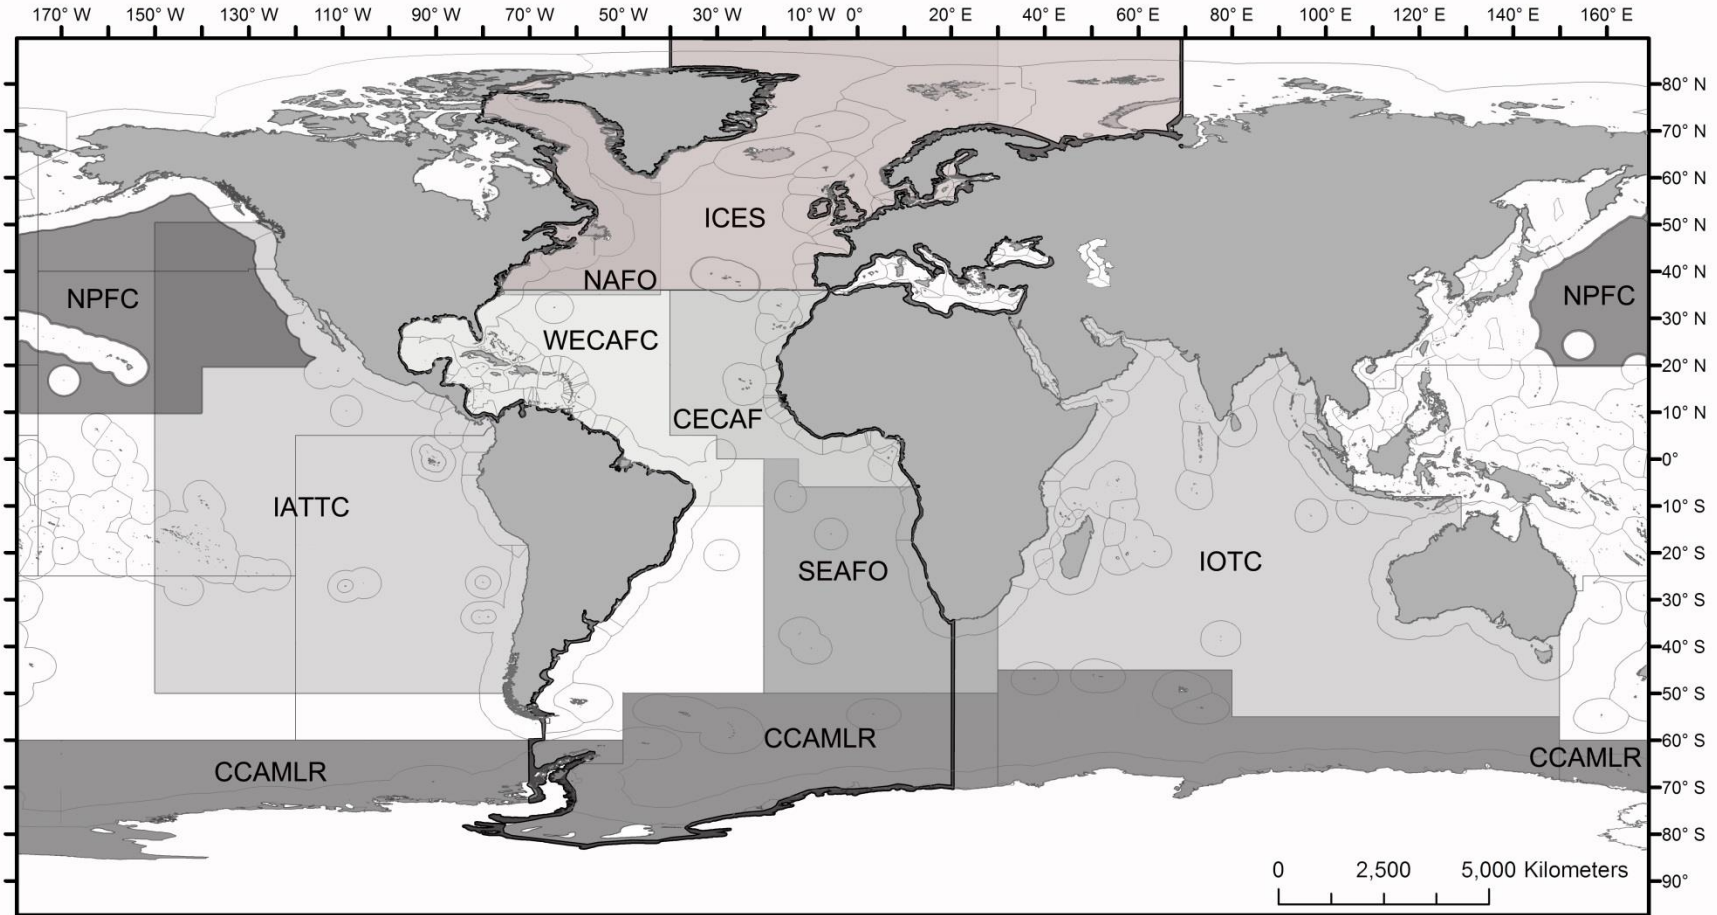 170° W 150° W 130° W 110° W 90° W 70° W 50° W 30° W 10° W 0° 20° E 40° E 60° E 80° E 100° E 120° E 140° E 160° E
80° N
70° N
60° N
ICES
50° N
40° N
NAFO
NPFC
NPFC
30° N
WECAFC
20° N
CECAF
10° N
0°
IATTC
10° S
IOTC
SEAFO
20° S
30° S
40° S
50° S
CCAMLR
60° S
CCAMLR
CCAMLR
70° S
80° S
0 2,500 5,000 Kilometers
90°